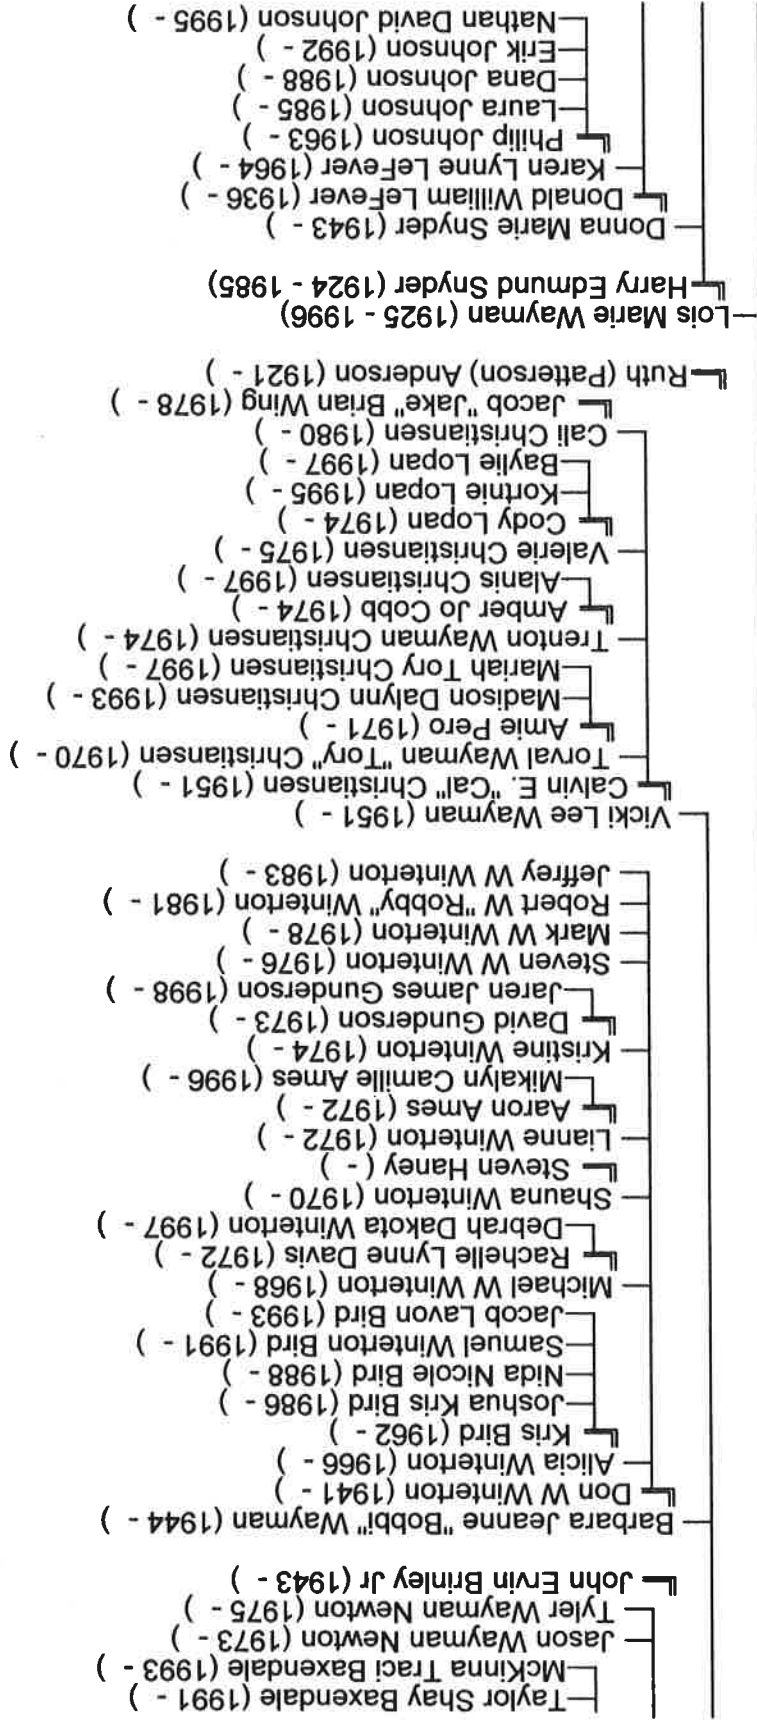 Taylor Shay Baxendale (1991 - )
McKinna Traci Baxendale (1993 - )
Jason Wayman Newton (1973 - )
Tyler Wayman Newton (1975 - )
John Ervin Brinley Jr (1943 - )
Barbara Jeanne "Bobbi" Wayman (1944 - )
Don W Winterton (1941 - )
Alicia Winterton (1966 - )
Kris Bird (1962 - )
Joshua Kris Bird (1986 - )
Nida Nicole Bird (1988 - )
Samuel Winterton Bird (1991 - )
Jacob Lavon Bird (1993 - )
Michael W Winterton (1968 - )
Rachelle Lynne Davis (1972 - )
Debrah Dakota Winterton (1997 - )
Shauna Winterton (1970 - )
Steven Haney ( - )
Lianne Winterton (1972 - )
Aaron Ames (1972 - )
Mikalyn Camille Ames (1996 - )
Kristine Winterton (1974 - )
David Gunderson (1973 - )
Jaren James Gunderson (1998 - )
Steven W Winterton (1976 - )
Mark W Winterton (1978 - )
Robert W "Robby" Winterton (1981 - )
Jeffrey W Winterton (1983 - )
Vicki Lee Wayman (1951 - )
Calvin E. "Cal" Christiansen (1951 - )
Torval Wayman "Tory" Christiansen (1970 - )
Amie Pero (1971 - )
Madison Dalynn Christiansen (1993 - )
Mariah Tory Christiansen (1997 - )
Trenton Wayman Christiansen (1974 - )
Amber Jo Cobb (1974 - )
Alanis Christiansen (1997 - )
Valerie Christiansen (1975 - )
Cody Lopan (1974 - )
Kortnie Lopan (1995 - )
Baylie Lopan (1997 - )
Cali Christiansen (1980 - )
Jacob "Jake" Brian Wing (1978 - )
Ruth (Patterson) Anderson (1921 - )
Lois Marie Wayman (1925 - 1996)
Harry Edmund Snyder (1924 - 1985)
Donna Marie Snyder (1943 - )
Donald William LeFever (1936 - )
Karen Lynne LeFever (1964 - )
Philip Johnson (1963 - )
Laura Johnson (1985 - )
Dana Johnson (1988 - )
Erik Johnson (1992 - )
Nathan David Johnson (1995 - )